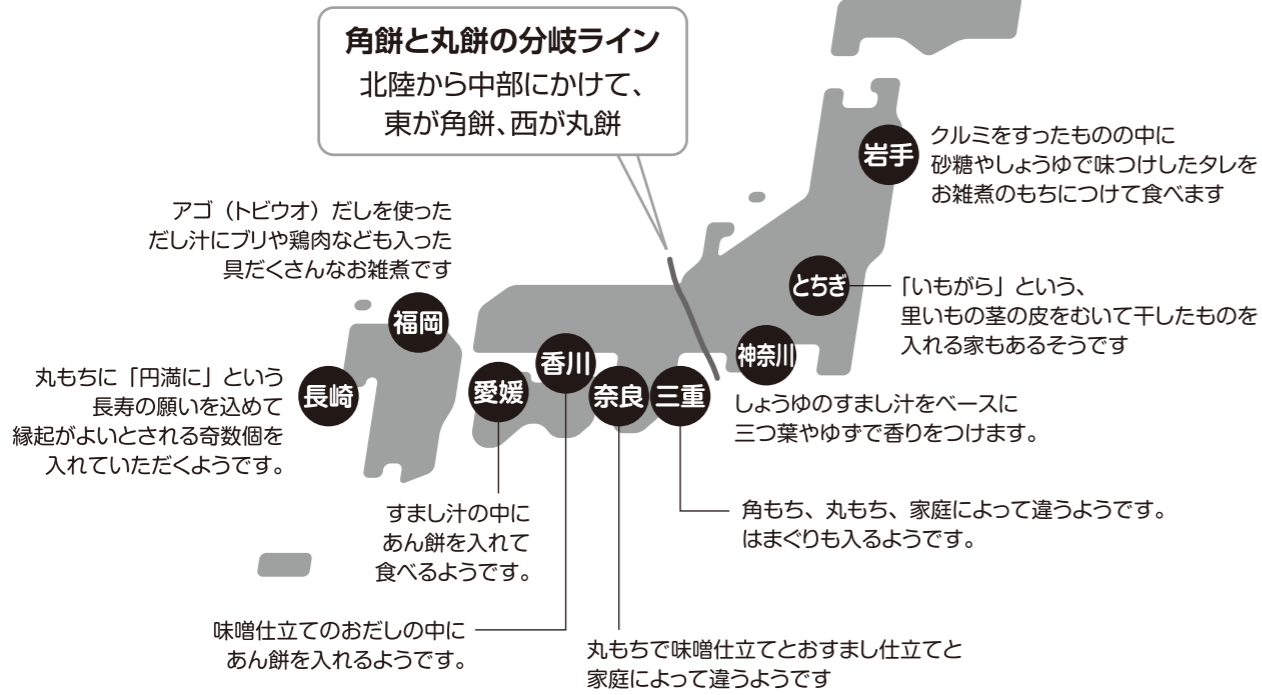 角餅と丸餅の分岐ライン
北陸から中部にかけて、
東が角餅、西が丸餅
岩手
クルミをすったものの中に
砂糖やしょうゆで味つけしたタレを
お雑煮のもちにつけて食べます
アゴ（トビウオ）だしを使った
だし汁にブリや鶏肉なども入った
具だくさんなお雑煮です
福岡
とちぎ
「いもがら」という、
里いもの茎の皮をむいて干したものを
入れる家もあるそうです
神奈川
しょうゆのすまし汁をベースに
三つ葉やゆずで香りをつけます。
丸もちに「円満に」という
長寿の願いを込めて
縁起がよいとされる奇数個を
入れていただくようです。
長崎
愛媛
香川
奈良
三重
すまし汁の中に
あん餅を入れて
食べるようです。
角もち、丸もち、家庭によって違うようです。
はまぐりも入るようです。
味噌仕立てのおだしの中に
あん餅を入れるようです。
丸もちで味噌仕立てとおすまし仕立てと
家庭によって違うようです